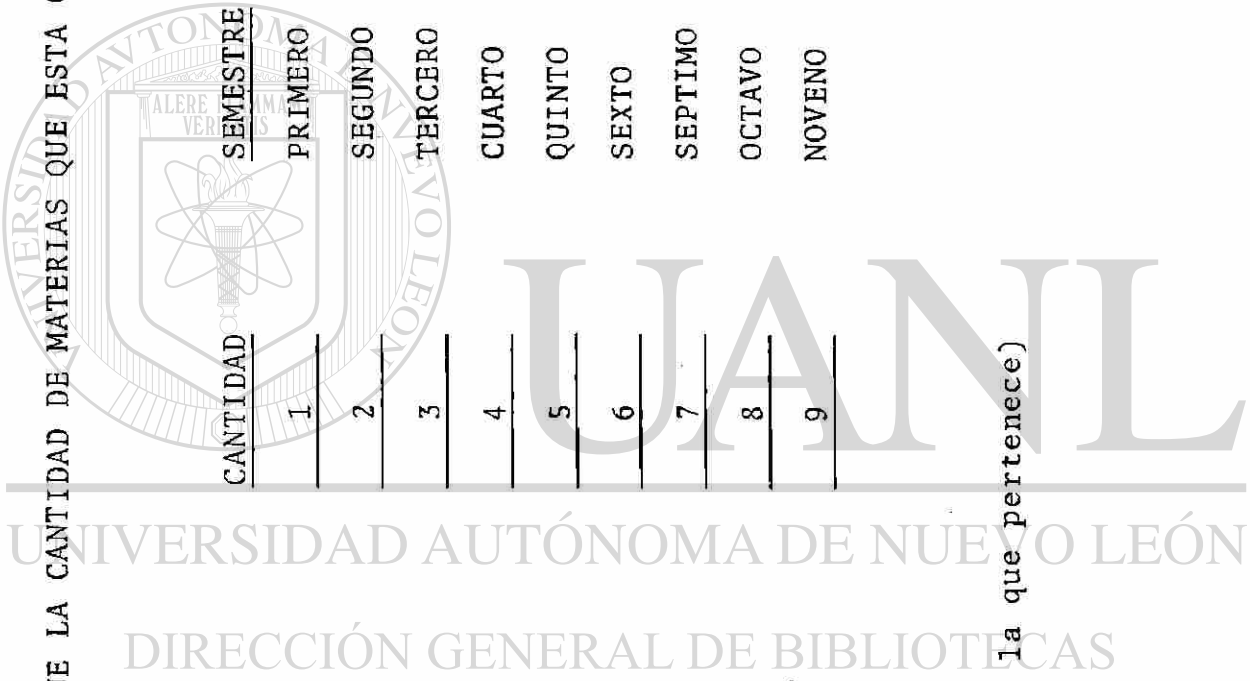 LA CANTIDAD DE MATERIAS QUE ESTA
CANTIDAD SEMESTRE
1 PRIMERO
2 SEGUNDO
3 TERCERO
4 CUARTO
5 QUINTO
6 SEXTO
7 SEPTIMO
8 OCTAVO
9 NOVENO
la que pertenece)
ALERE FLAMMAM
VERITATIS
UANL
UNIVERSIDAD AUTÓNOMA DE NUEVO LEÓN
DIRECCIÓN GENERAL DE BIBLIOTECAS